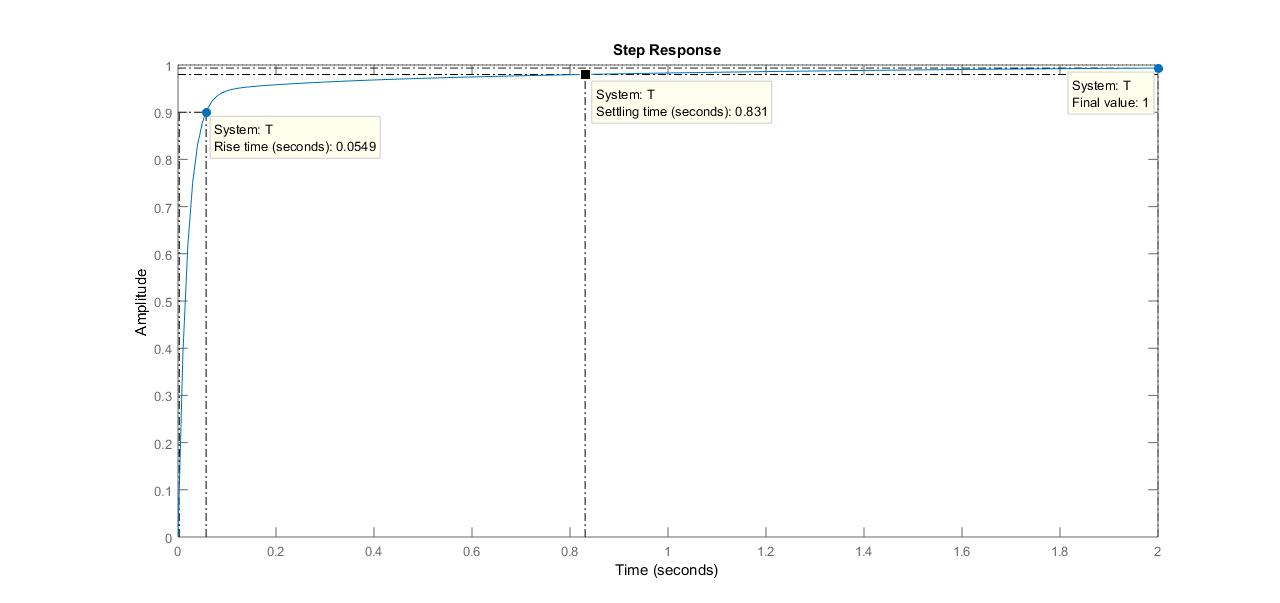 Step Response
1
0.9
0.8
0.7
0.6
0.5
0.4
0.3
0.2
0.1
0
Amplitude
System: T
Rise time (seconds): 0.0549
System: T
Settling time (seconds): 0.831
System: T
Final value: 1
0 0.2 0.4 0.6 0.8 1 1.2 1.4 1.6 1.8 2
Time (seconds)